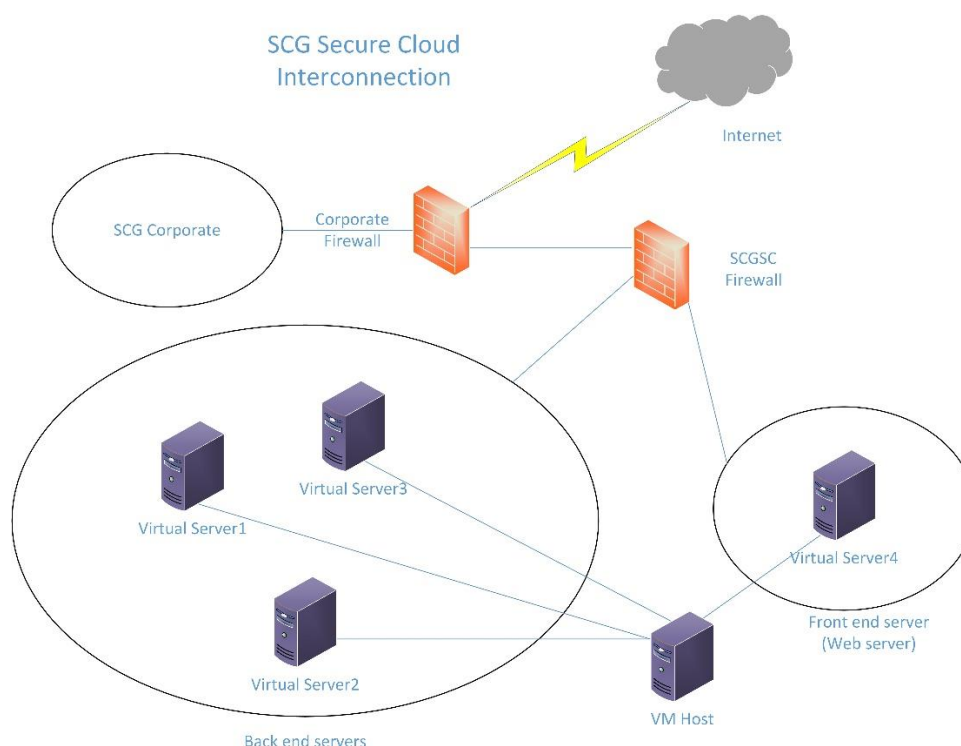 SCG Secure Cloud
Interconnection
Internet
SCG Corporate
Corporate
Firewall
SCGSC
Firewall
Virtual Server3
Virtual Server1
Virtual Server4
Front end server
(Web server)
Virtual Server2
VM Host
Back end servers